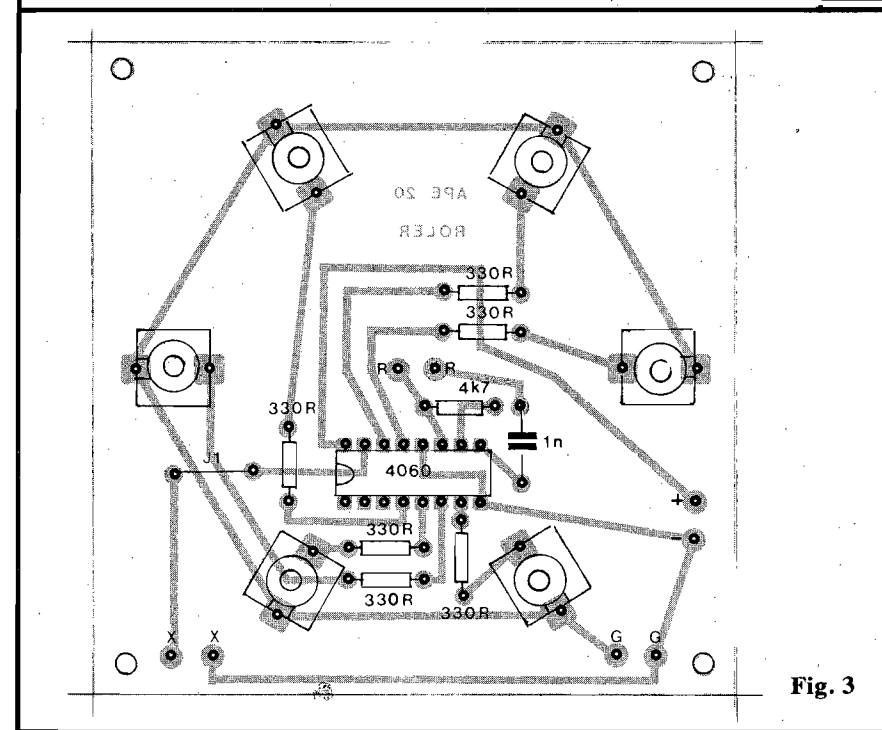 APE 20
ROLER
330R
330R
R R
4k7
330R
1n
J1
4060
+
330R
-
330R
330R
X X
G G
Fig. 3